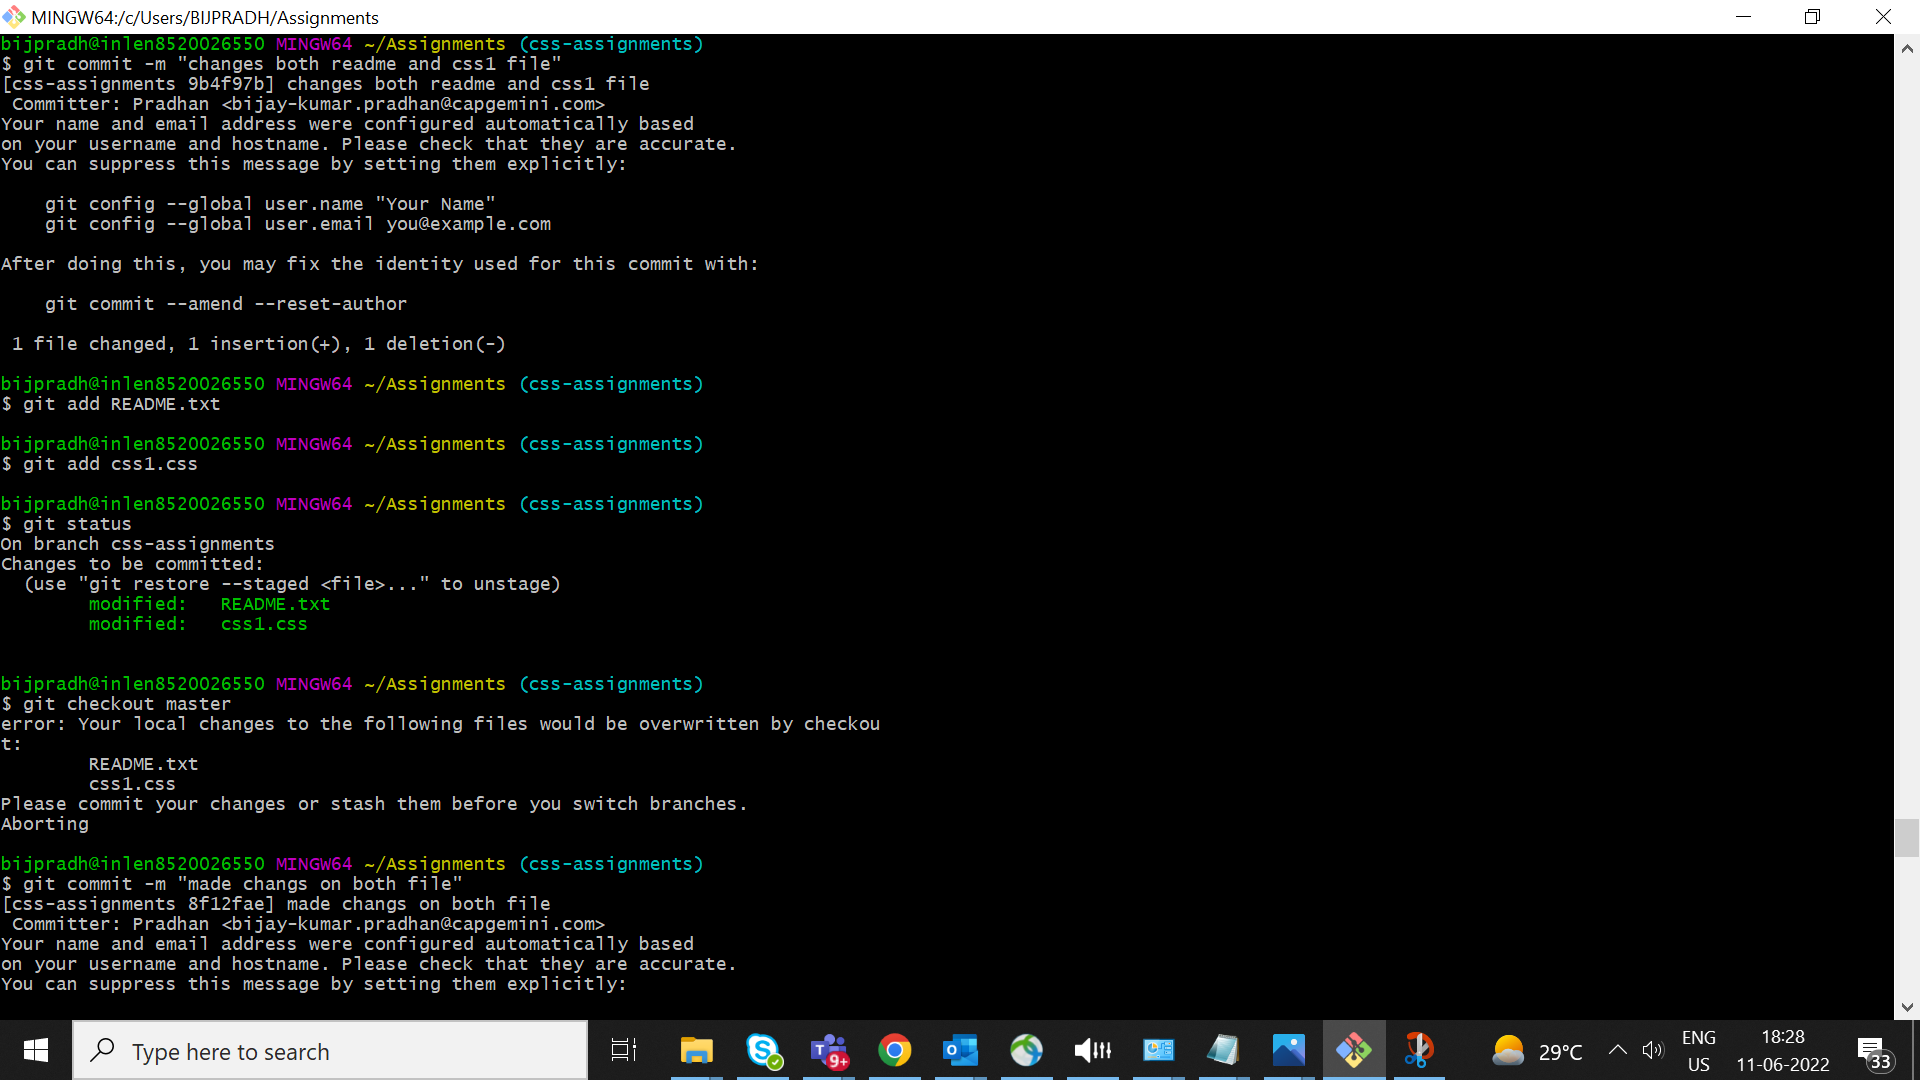 MINGW64:/c/Users/BIJPRADH/Assignments
bijpradh@inlen8520026550 MINGW64 ~/Assignments (css-assignments)
$ git commit -m "changes both readme and css1 file"
[css-assignments 9b4f97b] changes both readme and css1 file
 Committer: Pradhan <bijay-kumar.pradhan@capgemini.com>
Your name and email address were configured automatically based
on your username and hostname. Please check that they are accurate.
You can suppress this message by setting them explicitly:

    git config --global user.name "Your Name"
    git config --global user.email you@example.com

After doing this, you may fix the identity used for this commit with:

    git commit --amend --reset-author

 1 file changed, 1 insertion(+), 1 deletion(-)

bijpradh@inlen8520026550 MINGW64 ~/Assignments (css-assignments)
$ git add README.txt

bijpradh@inlen8520026550 MINGW64 ~/Assignments (css-assignments)
$ git add css1.css

bijpradh@inlen8520026550 MINGW64 ~/Assignments (css-assignments)
$ git status
On branch css-assignments
Changes to be committed:
  (use "git restore --staged <file>..." to unstage)
        modified:   README.txt
        modified:   css1.css

bijpradh@inlen8520026550 MINGW64 ~/Assignments (css-assignments)
$ git checkout master
error: Your local changes to the following files would be overwritten by checkou
t:
        README.txt
        css1.css
Please commit your changes or stash them before you switch branches.
Aborting

bijpradh@inlen8520026550 MINGW64 ~/Assignments (css-assignments)
$ git commit -m "made changs on both file"
[css-assignments 8f12fae] made changs on both file
 Committer: Pradhan <bijay-kumar.pradhan@capgemini.com>
Your name and email address were configured automatically based
on your username and hostname. Please check that they are accurate.
You can suppress this message by setting them explicitly:
Type here to search
9+
29°C
ENG
US
18:28
11-06-2022
33